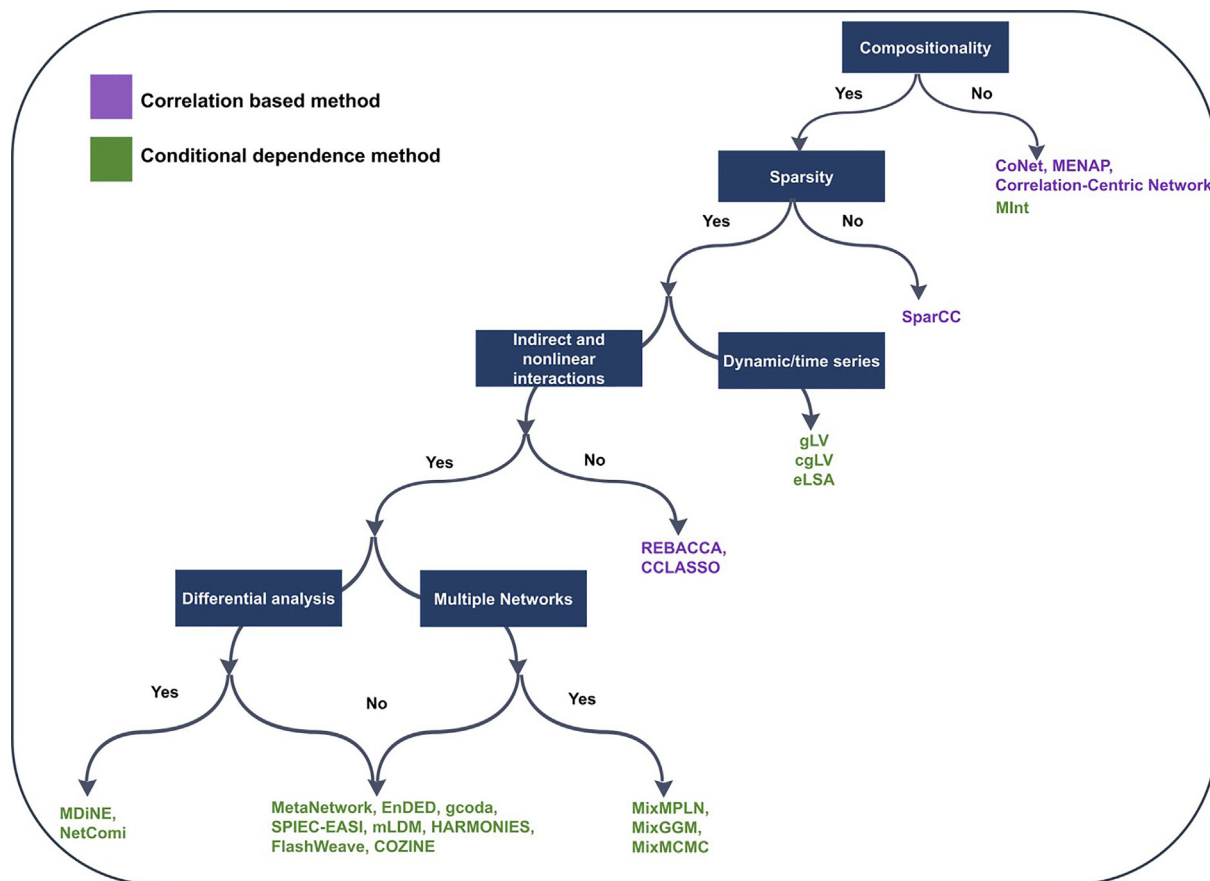 Compositionality
Correlation based method
Conditional dependence method
Yes
No
Sparsity
CoNet, MENAP,
Correlation-Centric Network
MInt
Yes
No
SparCC
Indirect and
nonlinear
interactions
Dynamic/time series
gLV
cgLV
eLSA
Yes
No
REBACCA,
CCLASSO
Differential analysis
Multiple Networks
Yes
No
Yes
MDiNE,
NetComi
MetaNetwork, EnDED, gcoda,
SPIEC-EASI, mLDM, HARMONIES,
FlashWeave, COZINE
MixMPLN,
MixGGM,
MixMCMC